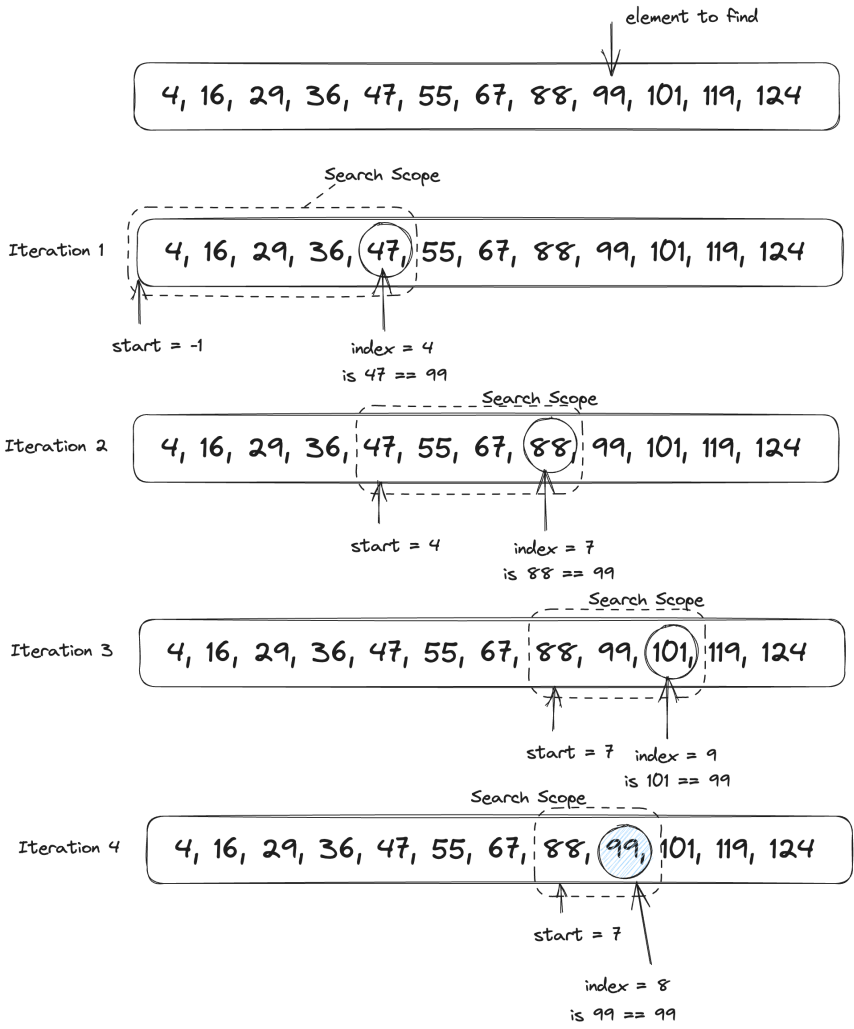 element to find
4, 16, 29, 36, 47, 55, 67, 88, 99, 101, 119, 124
Search Scope
Iteration 1
4, 16, 29, 36, 47, 55, 67, 88, 99, 101, 119, 124
start = -1
index = 4
is 47 == 99
Search Scope
Iteration 2
4, 16, 29, 36, 47, 55, 67, 88, 99, 101, 119, 124
start = 4
index = 7
is 88 == 99
Search Scope
Iteration 3
4, 16, 29, 36, 47, 55, 67, 88, 99, 101, 119, 124
start = 7
index = 9
is 101 == 99
Search Scope
Iteration 4
4, 16, 29, 36, 47, 55, 67, 88, 99, 101, 119, 124
start = 7
index = 8
is 99 == 99